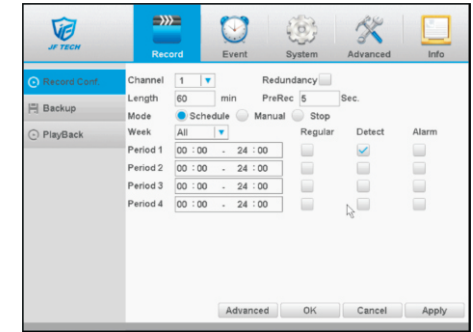 JF TECH
Record Event System Advanced Info
Record Conf.
Backup
PlayBack
Channel 1 Redundancy
Length 60 min PreRec 5 Sec.
Mode Schedule Manual Stop
Week All Regular Detect Alarm
Period 1 00 : 00 - 24 : 00
Period 2 00 : 00 - 24 : 00
Period 3 00 : 00 - 24 : 00
Period 4 00 : 00 - 24 : 00
Advanced OK Cancel Apply